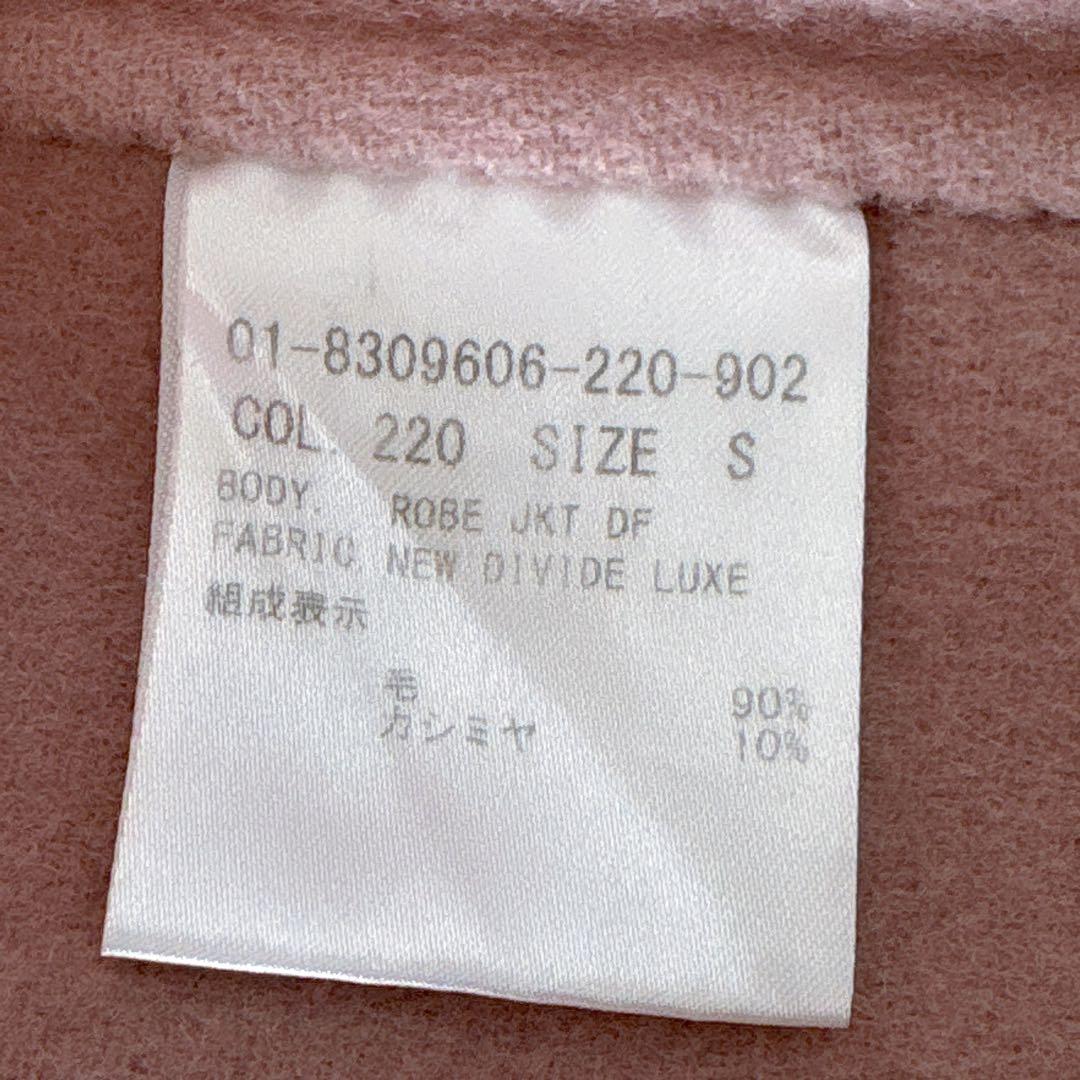 01-8309606-220-902
COL. 220 SIZE S
BODY. ROBE JKT DF
FABRIC NEW DIVIDE LUXE
組成表示
毛 90%
カシミヤ 10%